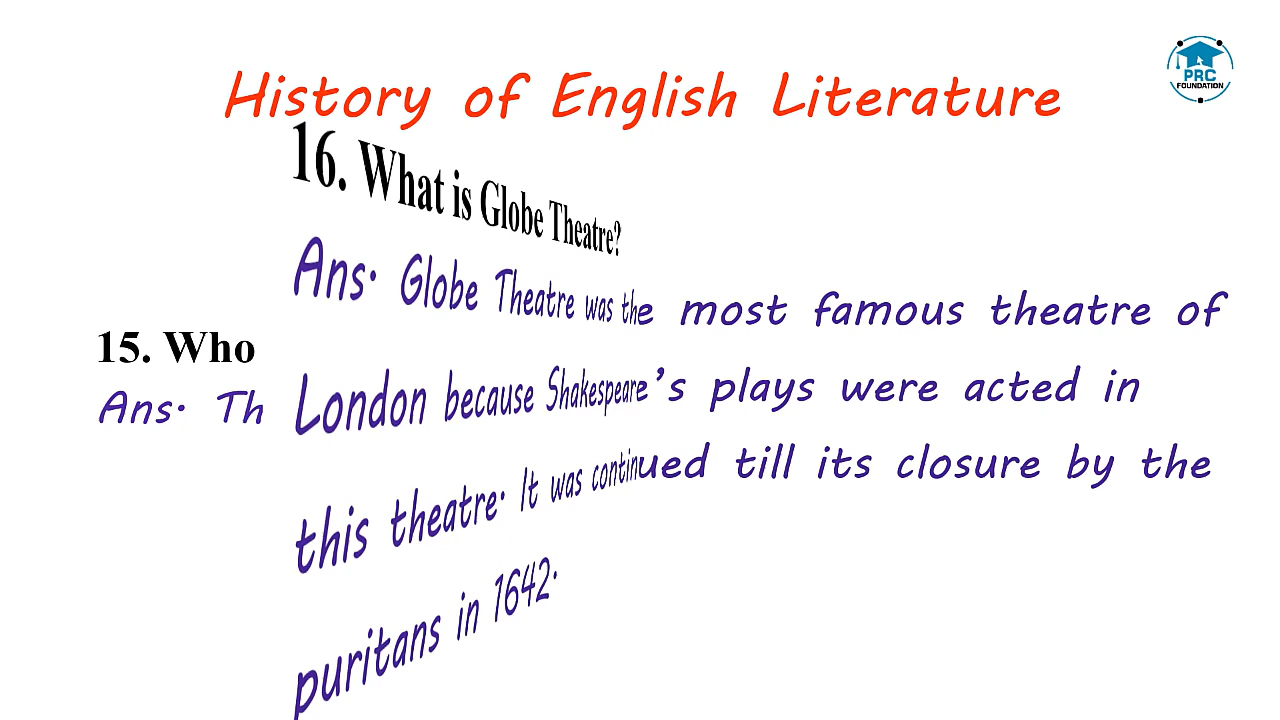 History of English Literature
PRC
FOUNDATION
16. What is Globe Theatre?
Ans. Globe Theatre was the most famous theatre of
London because Shakespeare's plays were acted in
this theatre. It was continued till its closure by the
puritans in 1642.
15. Who
Ans. Th